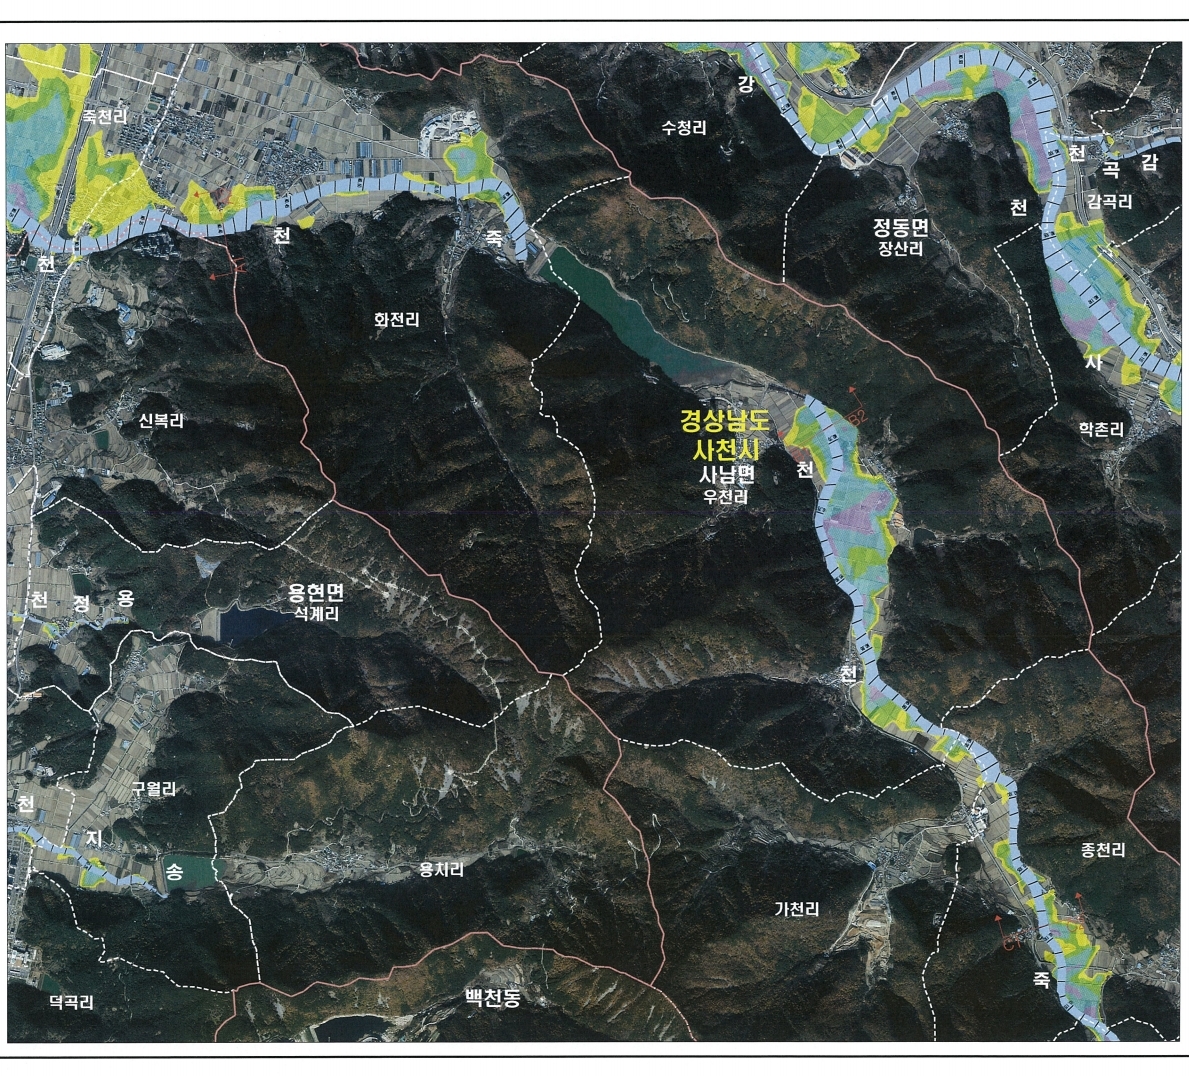 강
수청리
죽천리
천
곡
감
감곡리
천
정동면
장산리
천
죽
천
화전리
사
경상남도
사천시
사남면
우천리
천
신복리
학촌리
B2
용현면
석계리
천 정 용
천
구월리
천
지
송
용치리
종천리
가천리
C1
죽
백천동
덕곡리